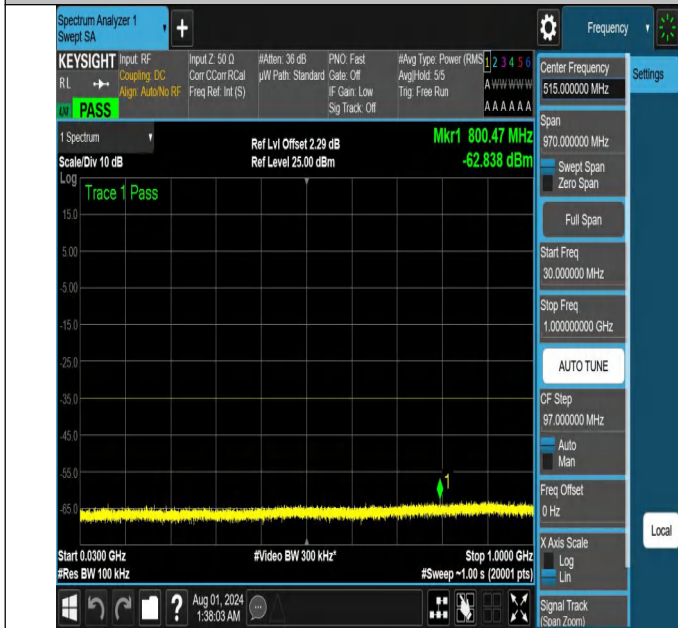 Spectrum Analyzer 1
Swept SA
+
Frequency
KEYSIGHT
RL
PASS
Input: RF
Coupling: DC
Align: Auto/No RF
Input Z: 50 Ω
Corr CCorr RCal
Freq Ref: Int (S)
#Atten: 36 dB
µW Path: Standard
PNO: Fast
Gate: Off
IF Gain: Low
Sig Track: Off
#Avg Type: Power (RMS
Avg|Hold: 5/5
Trig: Free Run
1 2 3 4 5 6
A W W W W W
A A A A A A
1 Spectrum
Scale/Div 10 dB
Ref Lvl Offset 2.29 dB
Ref Level 25.00 dBm
Mkr1 800.47 MHz
-62.838 dBm
Log
Trace 1 Pass
15.0
5.00
-5.00
-15.0
-25.0
-35.0
-45.0
-55.0
-65.0
1
Start 0.0300 GHz
#Res BW 100 kHz
#Video BW 300 kHz*
Stop 1.0000 GHz
#Sweep ~1.00 s (20001 pts)
?
Aug 01, 2024
1:38:03 AM
Center Frequency
515.000000 MHz
Span
970.000000 MHz
Swept Span
Zero Span
Full Span
Start Freq
30.000000 MHz
Stop Freq
1.000000000 GHz
AUTO TUNE
CF Step
97.000000 MHz
Auto
Man
Freq Offset
0 Hz
X Axis Scale
Log
Lin
Signal Track
(Span Zoom)
Settings
Local